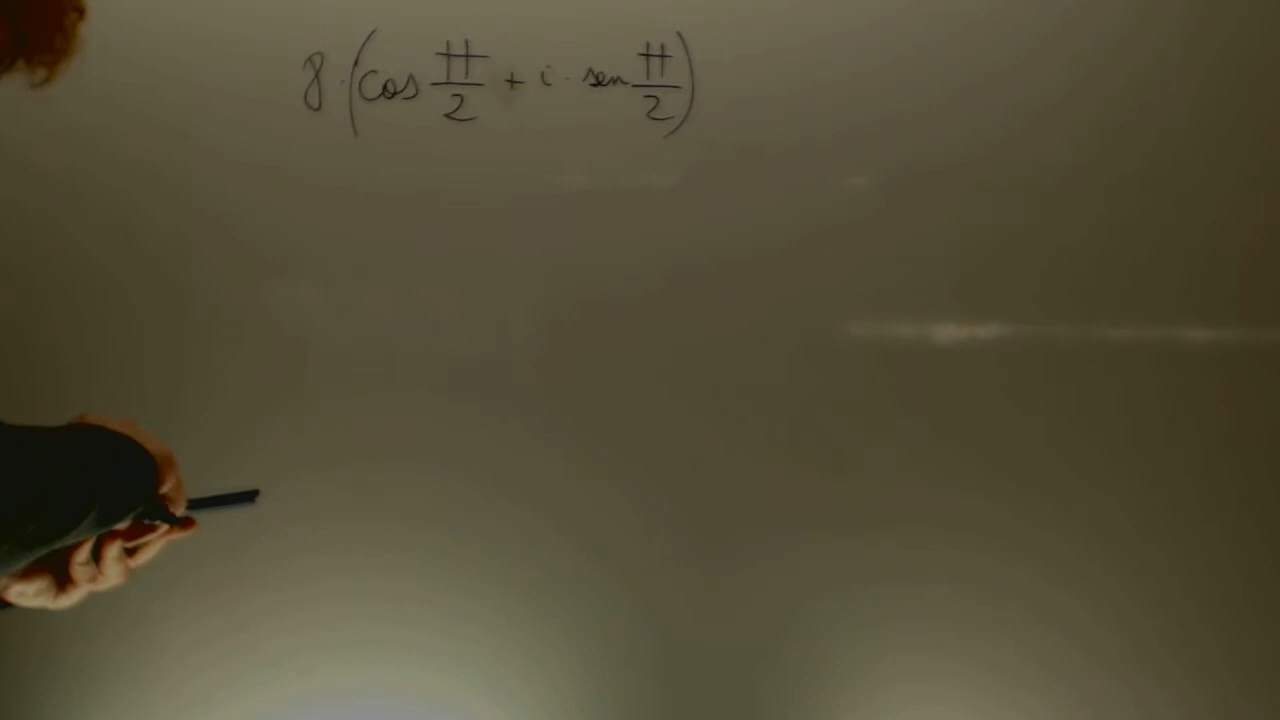 8·(cos π/2 + i · sen π/2)